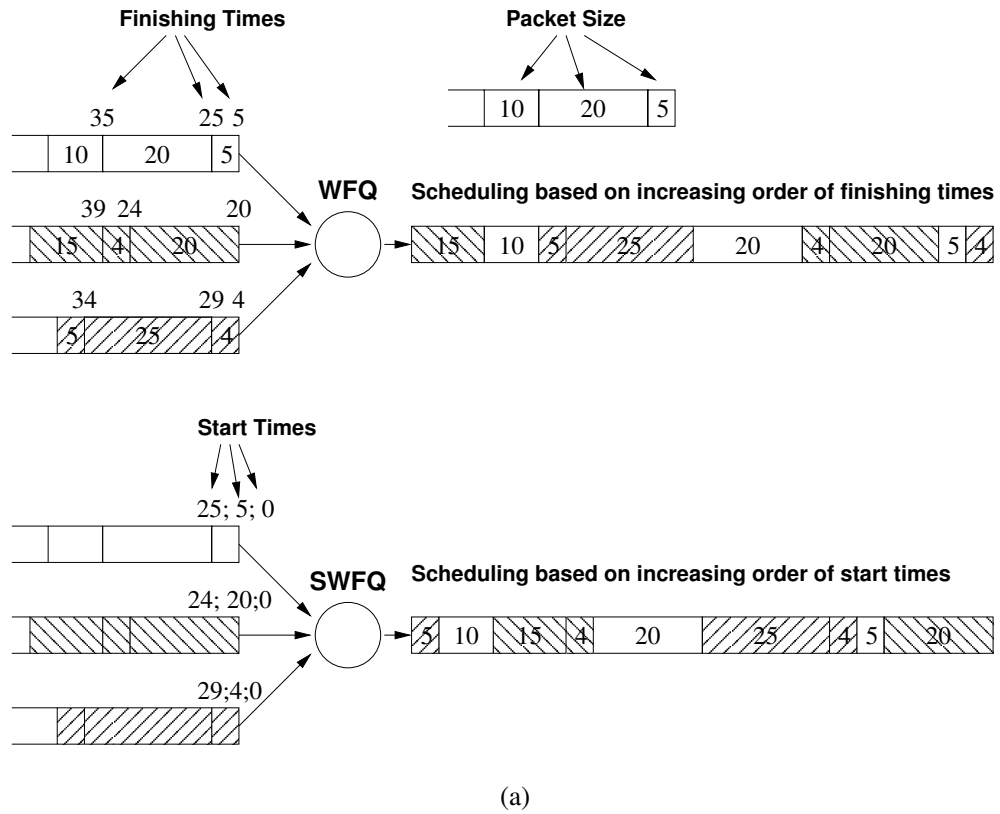 Finishing Times
Packet Size
35 25 5
10 20 5
10 20 5
WFQ
Scheduling based on increasing order of finishing times
39 24 20
15 4 20
15 10 5 25 20 4 20 5 4
34 29 4
5 25 4
Start Times
25; 5; 0
SWFQ
Scheduling based on increasing order of start times
24; 20;0
5 10 15 4 20 25 4 5 20
29;4;0
(a)